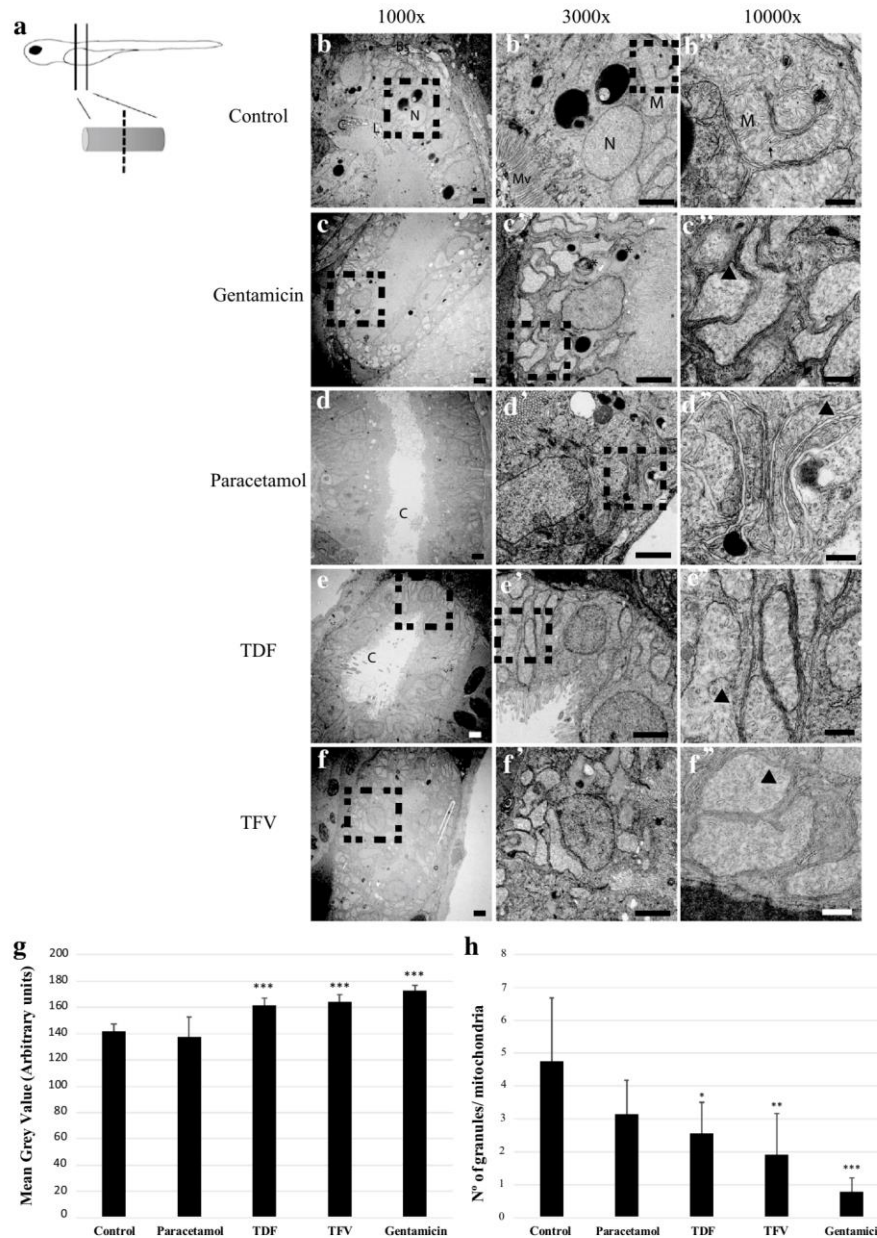 a
1000x 3000x 10000x
Control
b Bs C L N
b' M N Mv
b'' M
Gentamicin
c
c' * *
c''
Paracetamol
d C
d'
d''
TDF
e C
e'
e''
TFV
f
f'
f''
g
Mean Grey Value (Arbitrary units)
200
180
160
140
120
100
80
60
40
20
0
*** *** ***
Control Paracetamol TDF TFV Gentamicin
h
Nº of granules/ mitochondria
8
7
6
5
4
3
2
1
0
* ** ***
Control Paracetamol TDF TFV Gentamicin